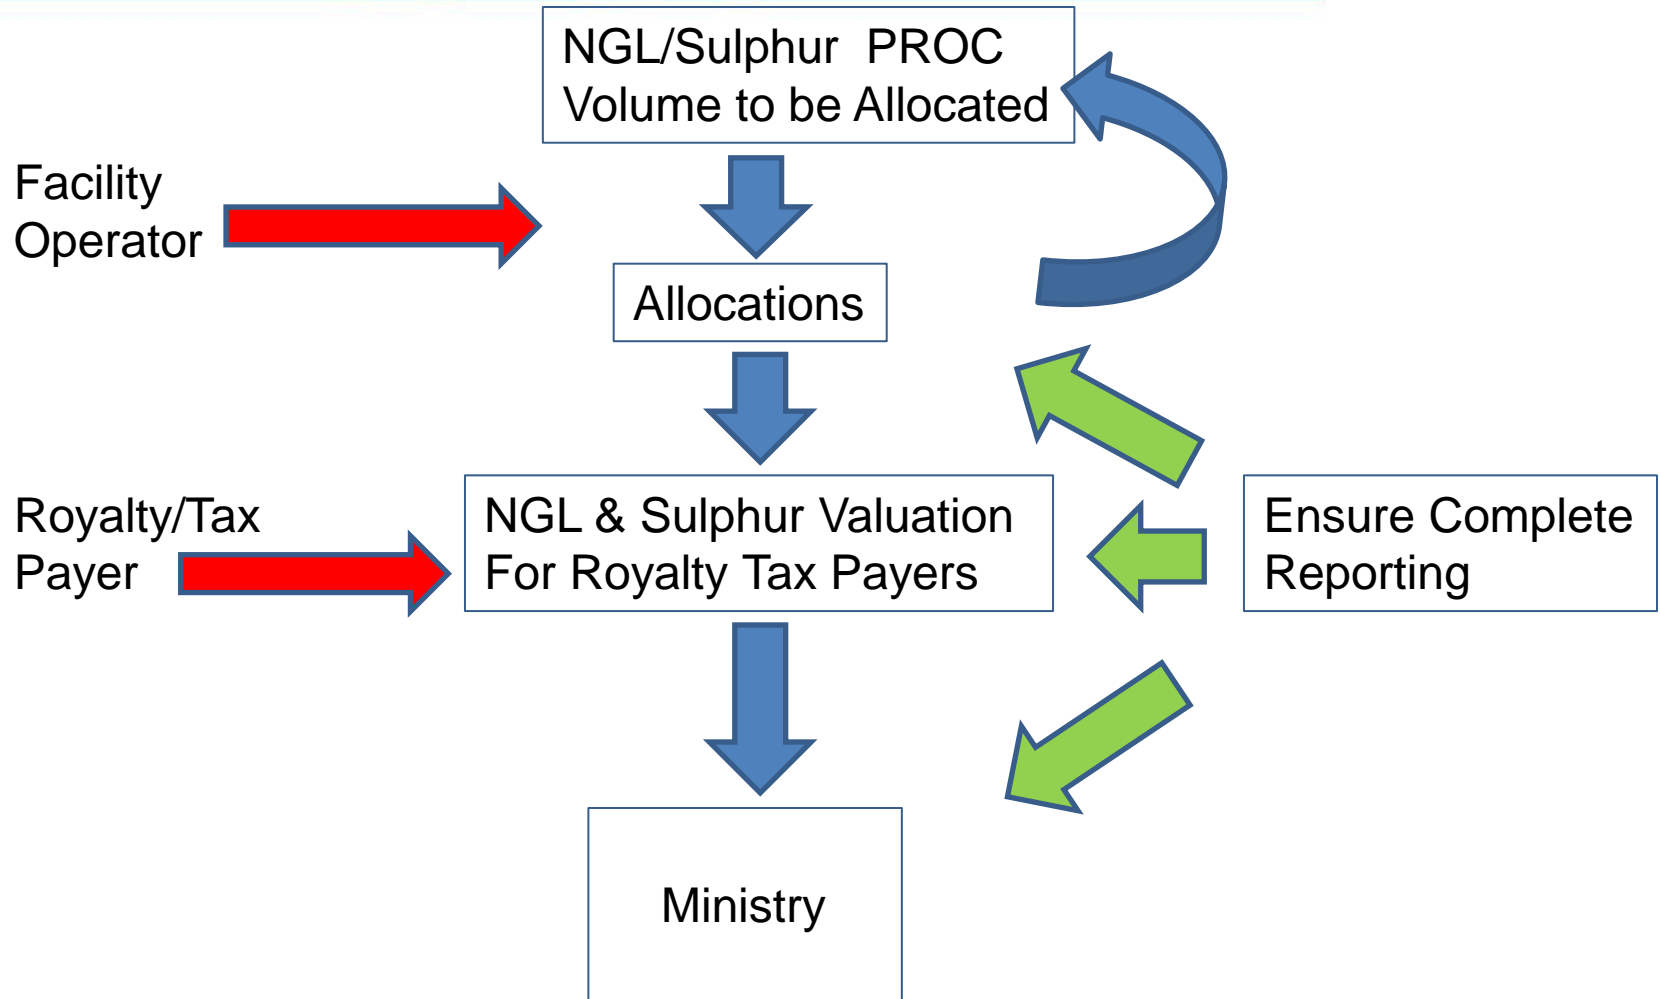 NGL/Sulphur PROC
Volume to be Allocated
Facility
Operator
Allocations
Royalty/Tax
Payer
NGL & Sulphur Valuation
For Royalty Tax Payers
Ensure Complete
Reporting
Ministry